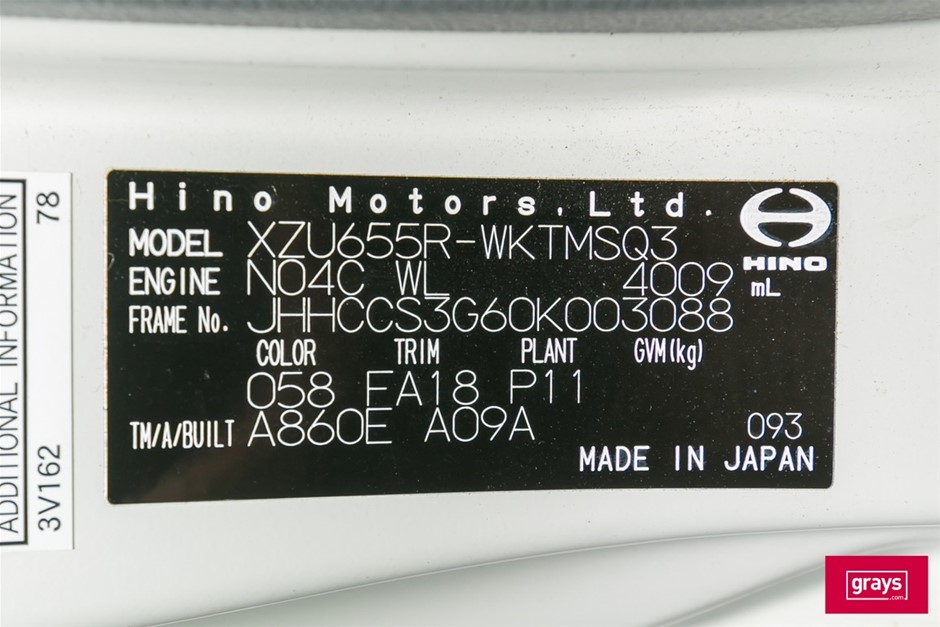 Hino Motors, Ltd.
HINO
MODEL XZU655R-WKTMSQ3
ENGINE N04C WL 4009 mL
FRAME No. JHHCCS3G60K003088
COLOR TRIM PLANT GVM(kg)
058 FA18 P11
TM/A/BUILT A860E A09A
093
MADE IN JAPAN
ADDITIONAL INFORMATION
3V162 78
grays.com